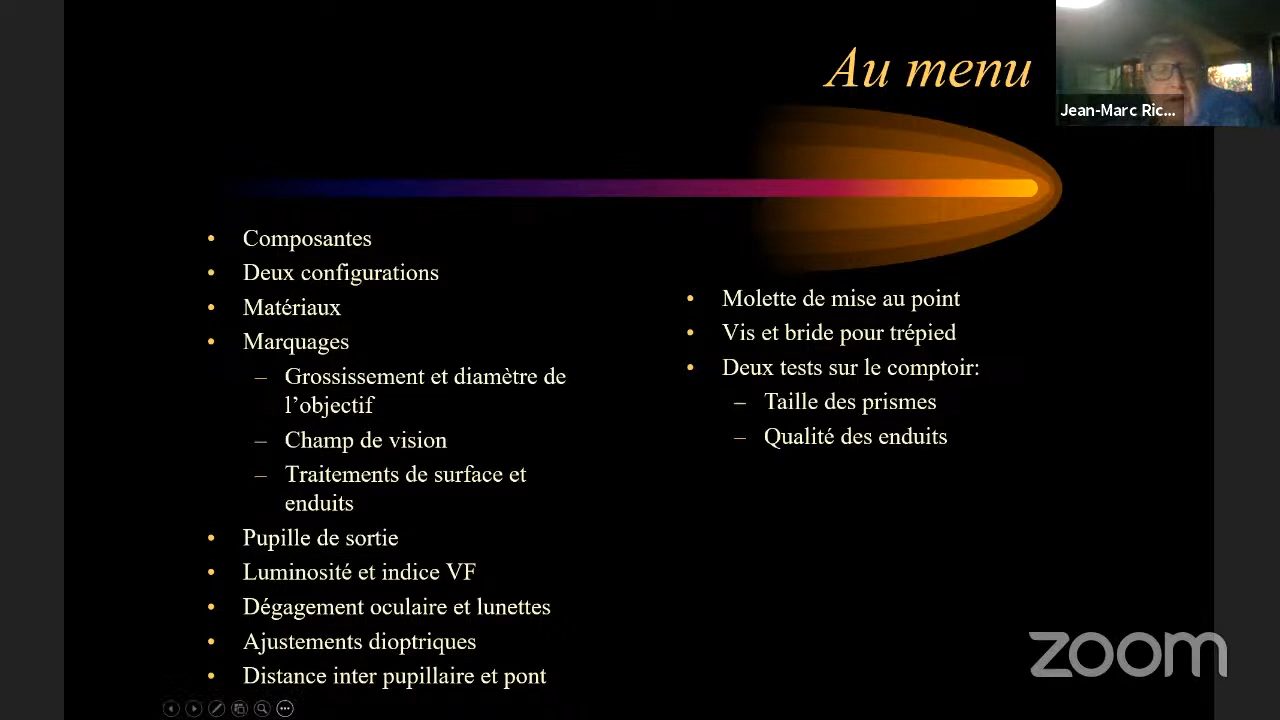 Au menu
Jean-Marc Ric...
• Composantes
• Deux configurations
• Matériaux
• Marquages
– Grossissement et diamètre de
l’objectif
– Champ de vision
– Traitements de surface et
enduits
• Pupille de sortie
• Luminosité et indice VF
• Dégagement oculaire et lunettes
• Ajustements dioptriques
• Distance inter pupillaire et pont
• Molette de mise au point
• Vis et bride pour trépied
• Deux tests sur le comptoir:
– Taille des prismes
– Qualité des enduits
zoom